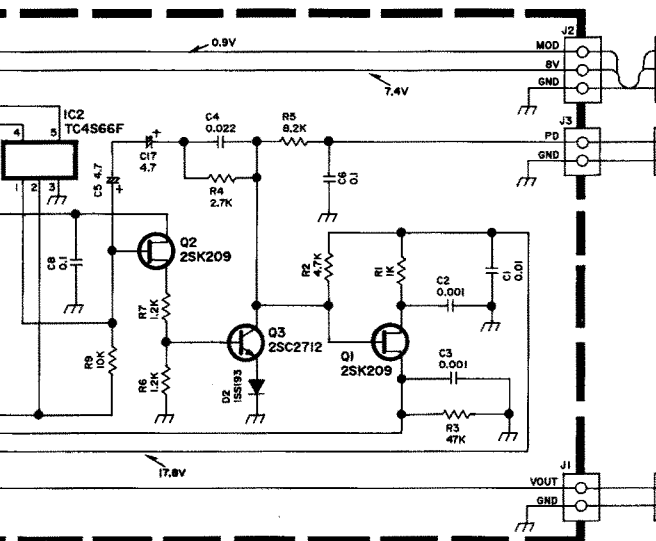 J2
MOD
0.9V
8V
GND
7.4V
IC2
TC4S66F
4
5
1
2
3
C5 4.7
C17
4.7
C4
0.022
R5
8.2K
J3
PD
GND
C6
0.1
R4
2.7K
Q2
2SK209
C8
0.1
R7
1.2K
R2
4.7K
R1
1K
C2
0.001
C1
0.01
Q3
2SC2712
Q1
2SK209
R9
10K
R6
1.2K
D2
1SS193
C3
0.001
R3
47K
17.8V
J1
VOUT
GND